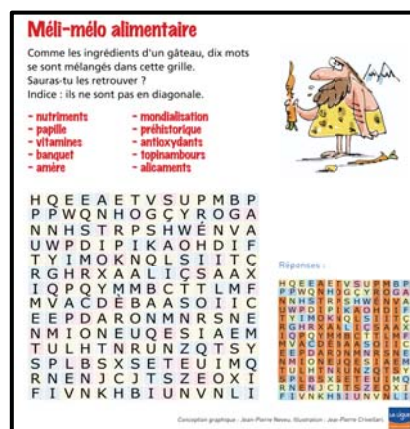 Méli-mélo alimentaire
Comme les ingrédients d'un gâteau, dix mots
se sont mélangés dans cette grille.
Sauras-tu les retrouver ?
Indice : ils ne sont pas en diagonale.
- nutriments
- papille
- vitamines
- banquet
- amère
- mondialisation
- préhistorique
- antioxydants
- topinambours
- alicaments
H Q E E A E T V S U P M B P
P P W Q N H O G Ç Y R O G A
N N H S T R P S H W É N V A
U W P D I P I K A O H D I F
T Y I M O K N Q L S I I T C
R G H R X A A L I Ç S A A X
I Q P Q Y M M B C T T L M F
M V A C D È B A A S O I I C
E E P D A R O N M N R S N E
N M I O N E U Q E S I A E M
T U L H T N R U N Z Q T S Y
S P L B S X S E T E U I M Q
R N E N J C J T S Z E O X I
F I V N K H B I U N V N L I
Réponses :
Conception graphique : Jean-Pierre Neveu, Illustration : Jean-Pierre Crivellari.